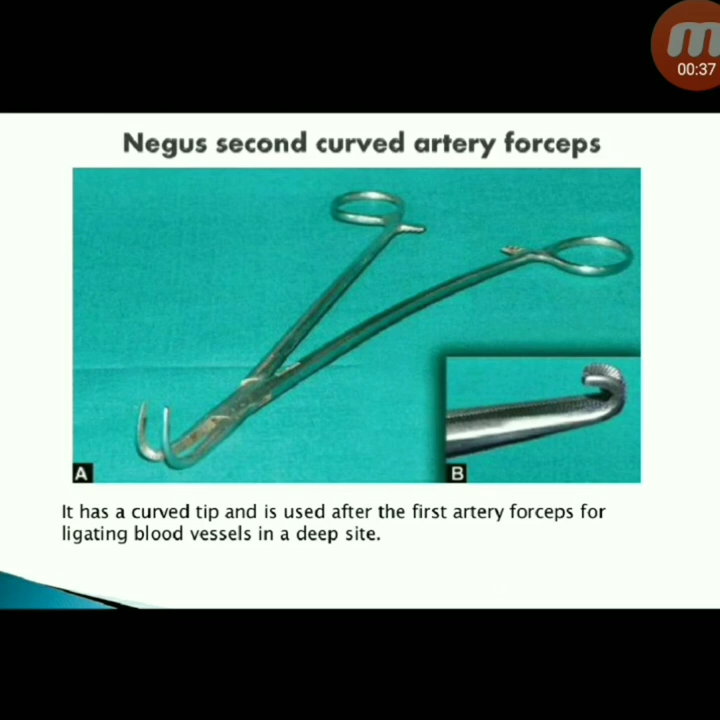 00:37
Negus second curved artery forceps
A
B
It has a curved tip and is used after the first artery forceps for
ligating blood vessels in a deep site.